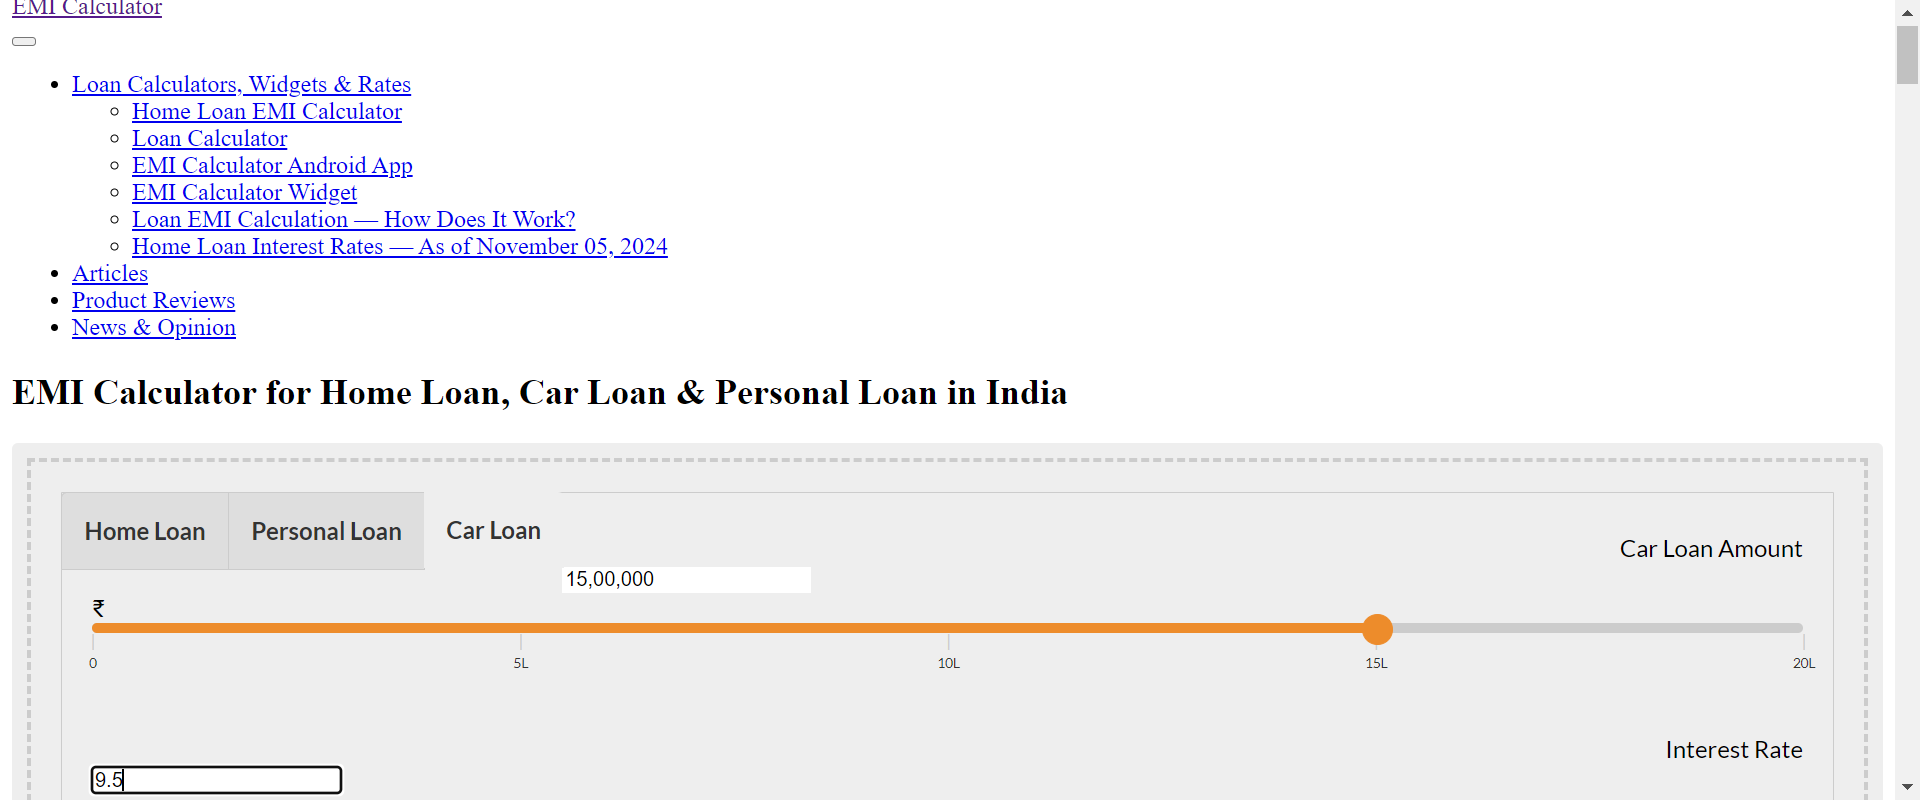 EMI Calculator
Loan Calculators, Widgets & Rates
Home Loan EMI Calculator
Loan Calculator
EMI Calculator Android App
EMI Calculator Widget
Loan EMI Calculation — How Does It Work?
Home Loan Interest Rates — As of November 05, 2024
Articles
Product Reviews
News & Opinion
EMI Calculator for Home Loan, Car Loan & Personal Loan in India
Home Loan Personal Loan Car Loan
Car Loan Amount
15,00,000
₹
0 5L 10L 15L 20L
Interest Rate
9.5